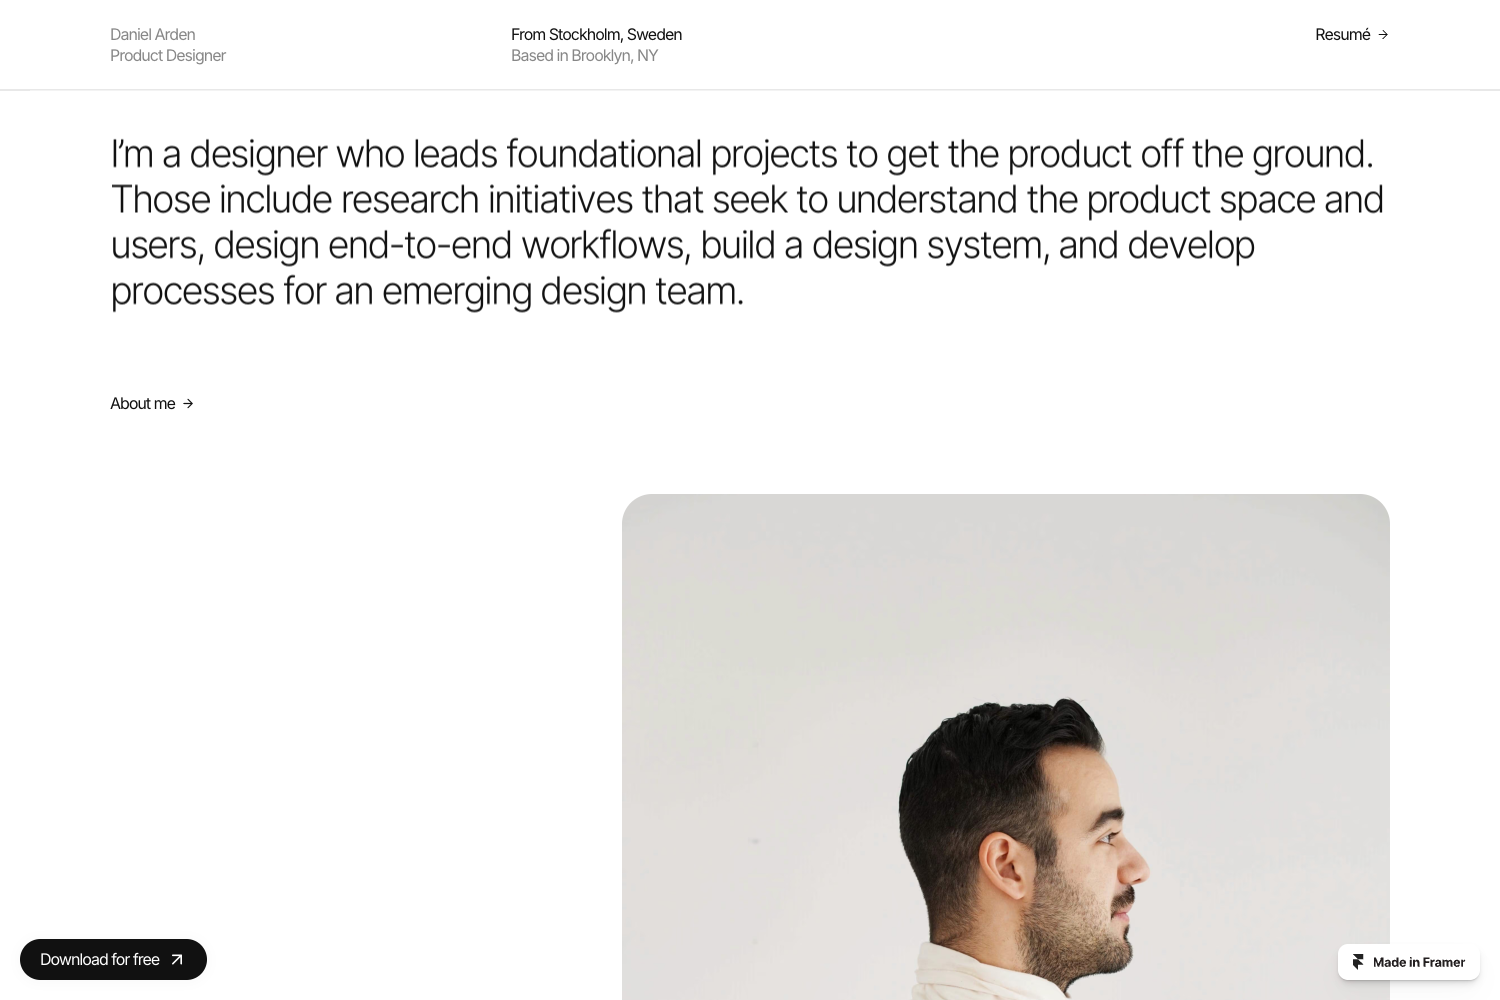 Daniel Arden
Product Designer
From Stockholm, Sweden
Based in Brooklyn, NY
Resumé →
I’m a designer who leads foundational projects to get the product off the ground.
Those include research initiatives that seek to understand the product space and
users, design end-to-end workflows, build a design system, and develop
processes for an emerging design team.
About me →
Download for free
Made in Framer